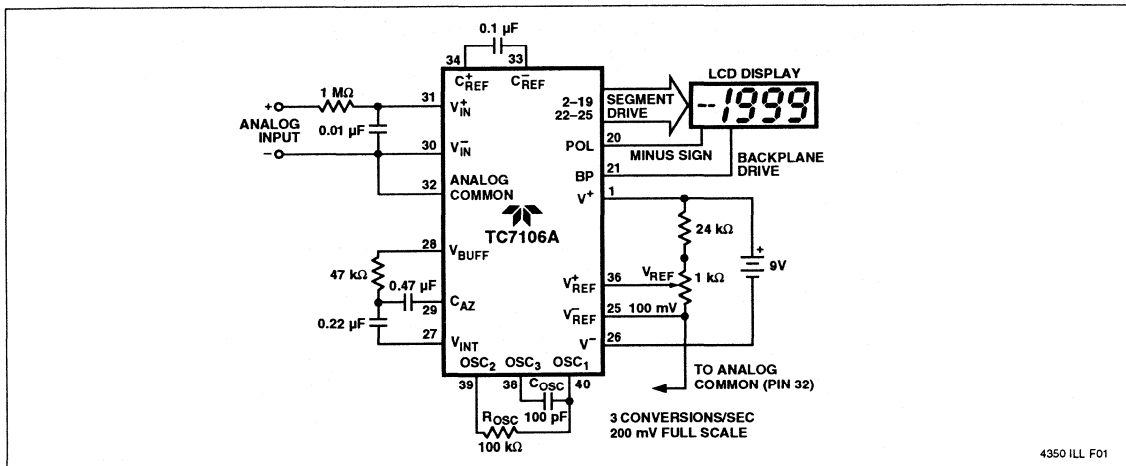 0.1 µF
34
33
C+REF
C-REF
LCD DISPLAY
-1999
1 MΩ
31
V+IN
2–19
22–25
SEGMENT
DRIVE
+
ANALOG
INPUT
–
0.01 µF
30
V-IN
20
POL
MINUS SIGN
32
ANALOG
COMMON
21
BP
BACKPLANE
DRIVE
1
V+
TC7106A
24 kΩ
28
VBUFF
47 kΩ
0.47 µF
29
CAZ
0.22 µF
27
VINT
V+REF
36
VREF
1 kΩ
+
9V
V-REF
25
100 mV
V–
26
OSC2
OSC3
OSC1
39
38
40
COSC
100 pF
ROSC
100 kΩ
TO ANALOG
COMMON (PIN 32)
3 CONVERSIONS/SEC
200 mV FULL SCALE
4350 ILL F01